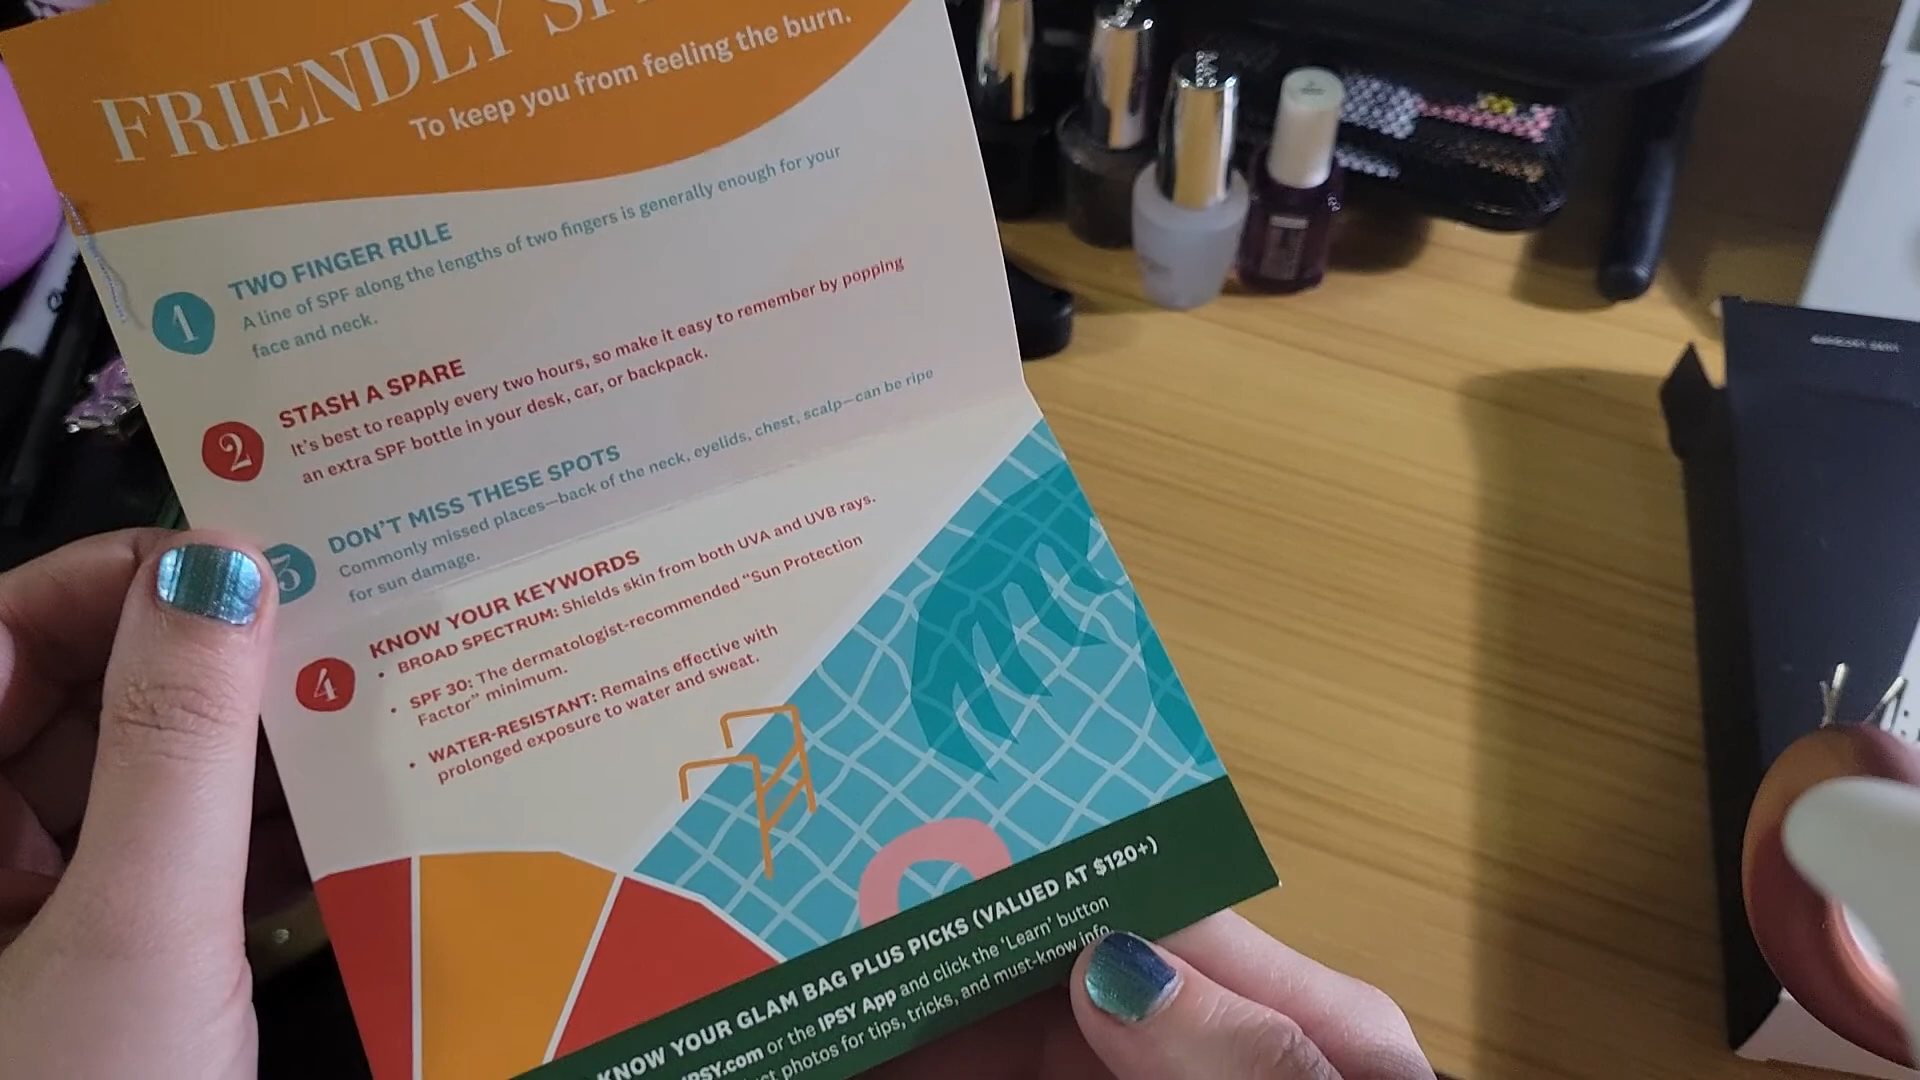 FRIENDLY
To keep you from feeling the burn.
1
TWO FINGER RULE
A line of SPF along the lengths of two fingers is generally enough for your
face and neck.
2
STASH A SPARE
It's best to reapply every two hours, so make it easy to remember by popping
an extra SPF bottle in your desk, car, or backpack.
3
DON'T MISS THESE SPOTS
Commonly missed places—back of the neck, eyelids, chest, scalp—can be ripe
for sun damage.
4
KNOW YOUR KEYWORDS
• BROAD SPECTRUM: Shields skin from both UVA and UVB rays.
• SPF 30: The dermatologist-recommended “Sun Protection
Factor” minimum.
• WATER-RESISTANT: Remains effective with
prolonged exposure to water and sweat.
KNOW YOUR GLAM BAG PLUS PICKS (VALUED AT $120+)
IPSY.com or the IPSY App and click the 'Learn' button
photos for tips, tricks, and must-know info.